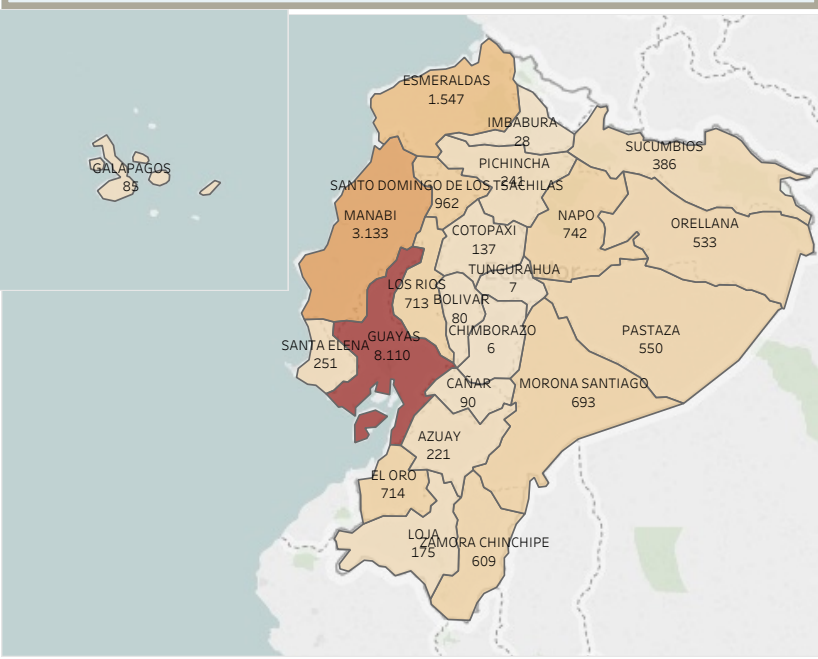 ESMERALDAS
1.547
IMBABURA
28
SUCUMBIOS
386
PICHINCHA
241
GALAPAGOS
85
SANTO DOMINGO DE LOS TSACHILAS
962
MANABI
3.133
NAPO
742
ORELLANA
533
COTOPAXI
137
TUNGURAHUA
7
Ecuador
LOS RIOS
713
BOLIVAR
80
CHIMBORAZO
6
PASTAZA
550
GUAYAS
8.110
SANTA ELENA
251
CAÑAR
90
MORONA SANTIAGO
693
AZUAY
221
EL ORO
714
LOJA
175
ZAMORA CHINCHIPE
609